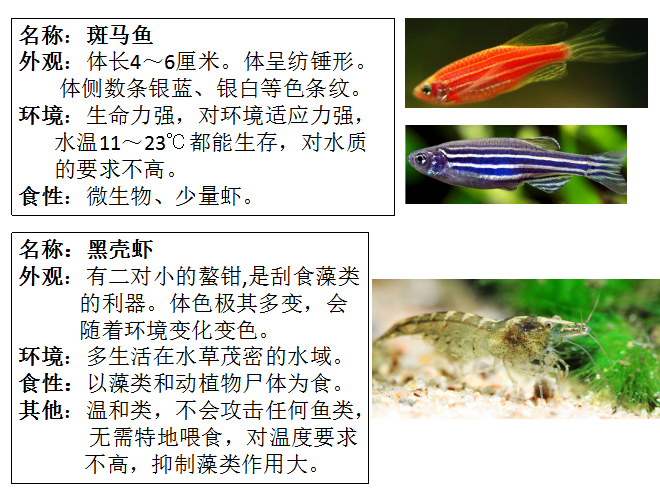 名称：斑马鱼
外观：体长4～6厘米。体呈纺锤形。
体侧数条银蓝、银白等色条纹。
环境：生命力强，对环境适应力强，
水温11～23℃都能生存，对水质
的要求不高。
食性：微生物、少量虾。
名称：黑壳虾
外观：有二对小的螯钳,是刮食藻类
的利器。体色极其多变，会
随着环境变化变色。
环境：多生活在水草茂密的水域。
食性：以藻类和动植物尸体为食。
其他：温和类，不会攻击任何鱼类，
无需特地喂食，对温度要求
不高，抑制藻类作用大。